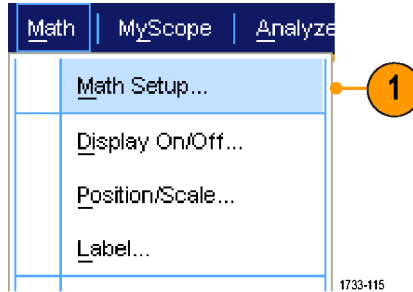 Math | MyScope | Analyze
Math Setup...
1
Display On/Off...
Position/Scale...
Label...
1733-115